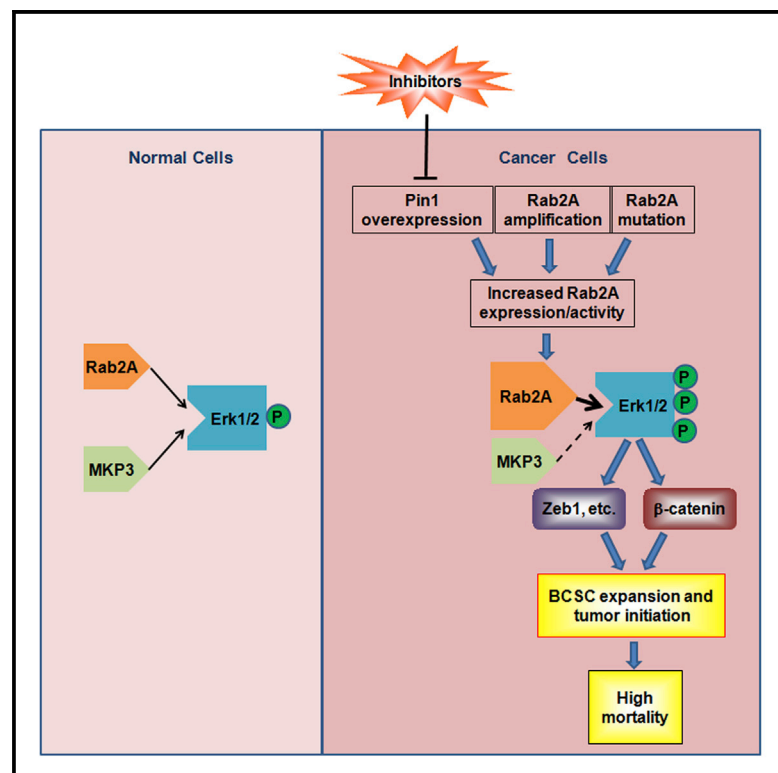 Inhibitors
Normal Cells
Cancer Cells
Pin1
overexpression
Rab2A
amplification
Rab2A
mutation
Increased Rab2A
expression/activity
Rab2A
Erk1/2
P
MKP3
Rab2A
Erk1/2
P
P
P
MKP3
Zeb1, etc.
β-catenin
BCSC expansion and
tumor initiation
High
mortality